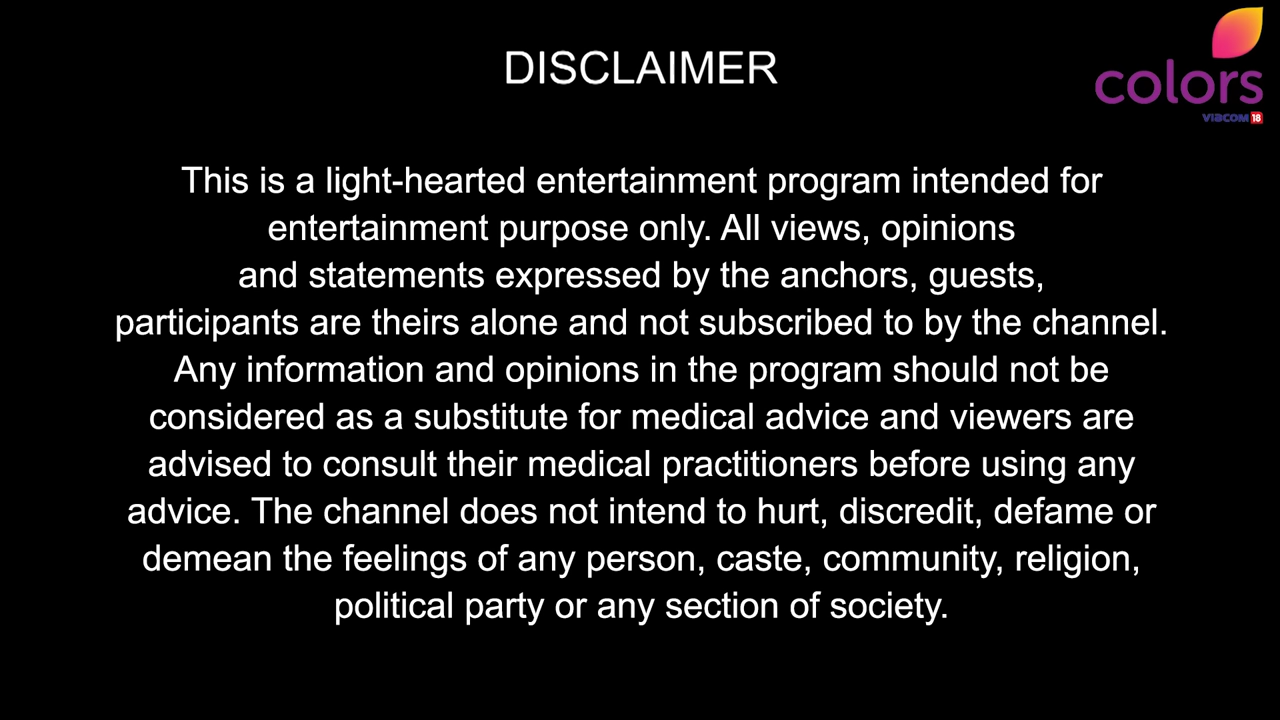 DISCLAIMER
colors
VIACOM 18
This is a light-hearted entertainment program intended for
entertainment purpose only. All views, opinions
and statements expressed by the anchors, guests,
participants are theirs alone and not subscribed to by the channel.
Any information and opinions in the program should not be
considered as a substitute for medical advice and viewers are
advised to consult their medical practitioners before using any
advice. The channel does not intend to hurt, discredit, defame or
demean the feelings of any person, caste, community, religion,
political party or any section of society.